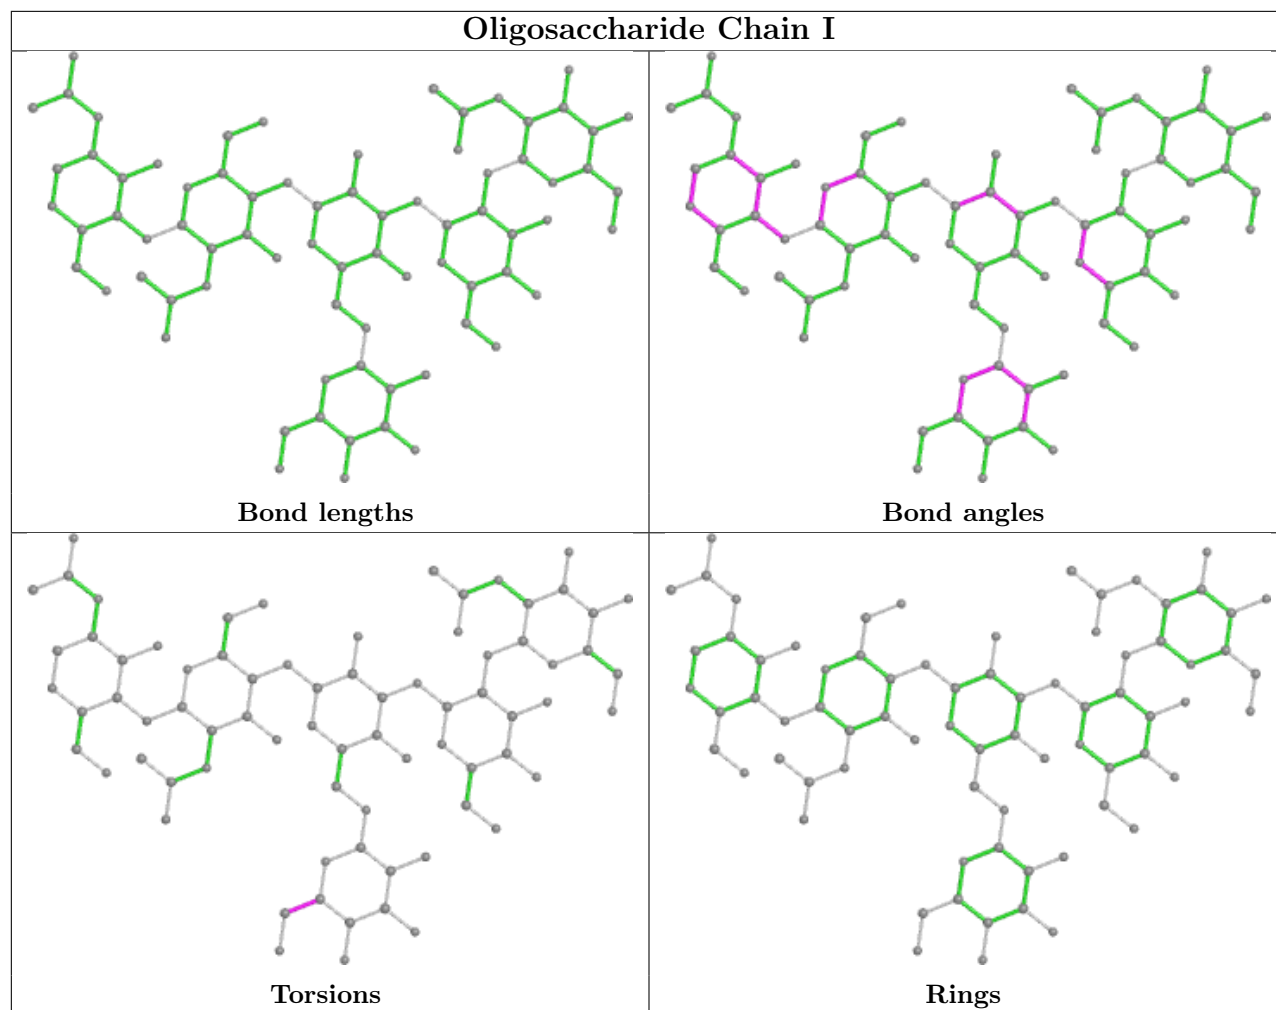 Oligosaccharide Chain I
Bond lengths
Bond angles
Torsions
Rings